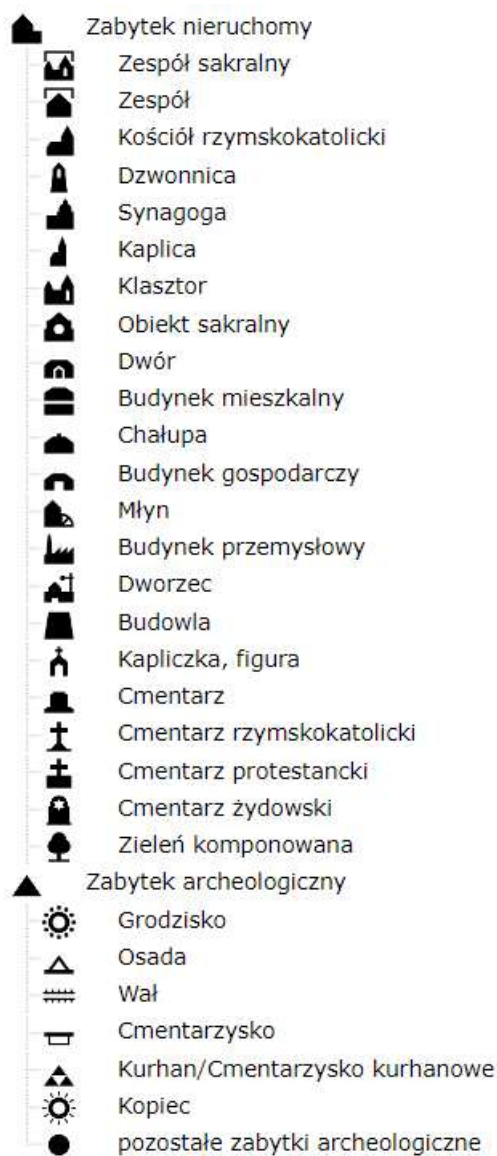 Zabytek nieruchomy
Zespół sakralny
Zespół
Kościół rzymskokatolicki
Dzwonnica
Synagoga
Kaplica
Klasztor
Obiekt sakralny
Dwór
Budynek mieszkalny
Chałupa
Budynek gospodarczy
Młyn
Budynek przemysłowy
Dworzec
Budowla
Kapliczka, figura
Cmentarz
Cmentarz rzymskokatolicki
Cmentarz protestancki
Cmentarz żydowski
Zieleń komponowana
Zabytek archeologiczny
Grodzisko
Osada
Wał
Cmentarzysko
Kurhan/Cmentarzysko kurhanowe
Kopiec
pozostałe zabytki archeologiczne